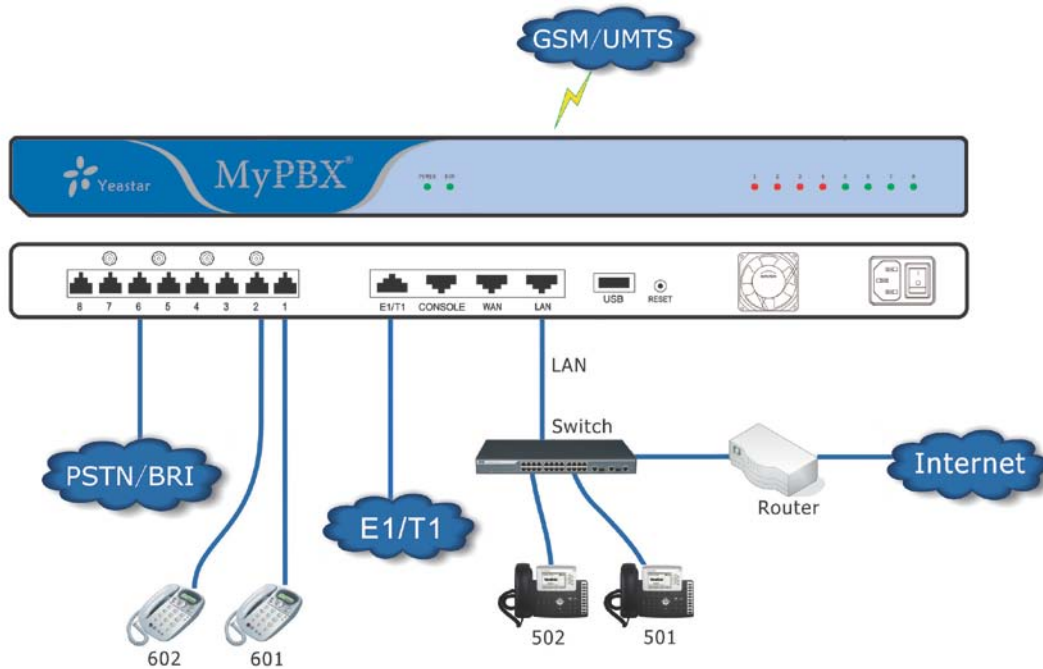 GSM/UMTS
Yeastar
MyPBX®
POWER RUN
1 2 3 4 5 6 7 8
8 7 6 5 4 3 2 1
E1/T1 CONSOLE WAN LAN
USB
RESET
LAN
Switch
PSTN/BRI
E1/T1
Router
Internet
602
601
502
501